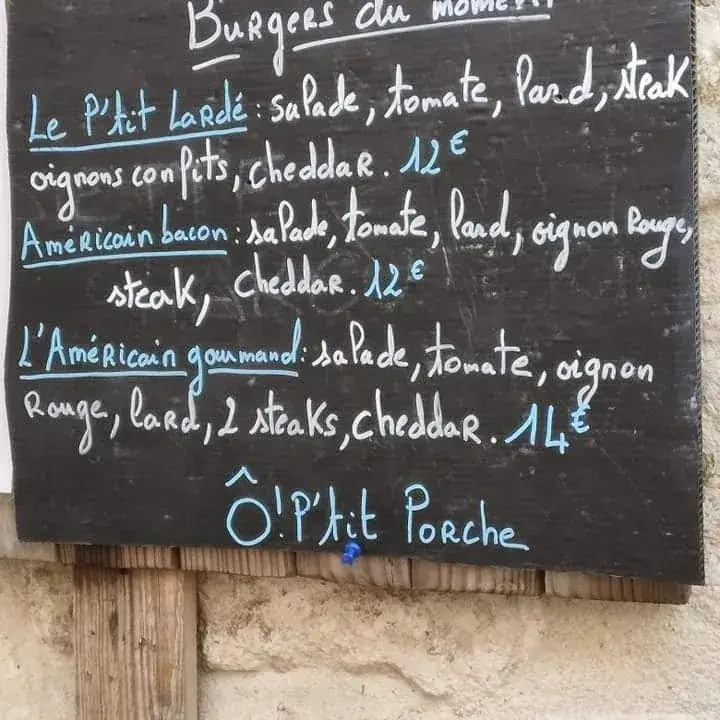 Burgers du moment
Le P'tit Lardé : salade, tomate, lard, steak
oignons confits, cheddar. 12€
Américain bacon : salade, tomate, lard, oignon Rouge,
steak, cheddar. 12€
L'Américain gourmand : salade, tomate, oignon
Rouge, lard, 2 steaks, cheddar. 14€
Ô! P'tit Porche